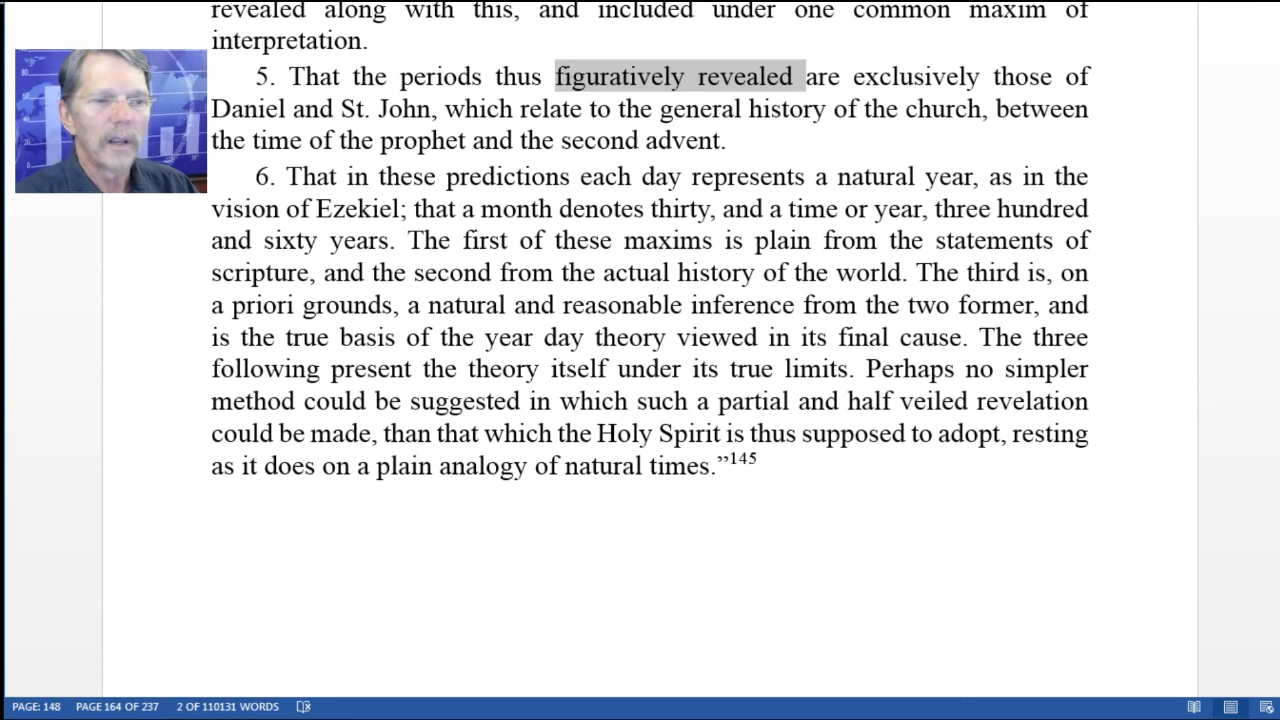 revealed along with this, and included under one common maxim of
interpretation.
5. That the periods thus figuratively revealed are exclusively those of
Daniel and St. John, which relate to the general history of the church, between
the time of the prophet and the second advent.
6. That in these predictions each day represents a natural year, as in the
vision of Ezekiel; that a month denotes thirty, and a time or year, three hundred
and sixty years. The first of these maxims is plain from the statements of
scripture, and the second from the actual history of the world. The third is, on
a priori grounds, a natural and reasonable inference from the two former, and
is the true basis of the year day theory viewed in its final cause. The three
following present the theory itself under its true limits. Perhaps no simpler
method could be suggested in which such a partial and half veiled revelation
could be made, than that which the Holy Spirit is thus supposed to adopt, resting
as it does on a plain analogy of natural times.”145
PAGE: 148 PAGE 164 OF 237 2 OF 110131 WORDS